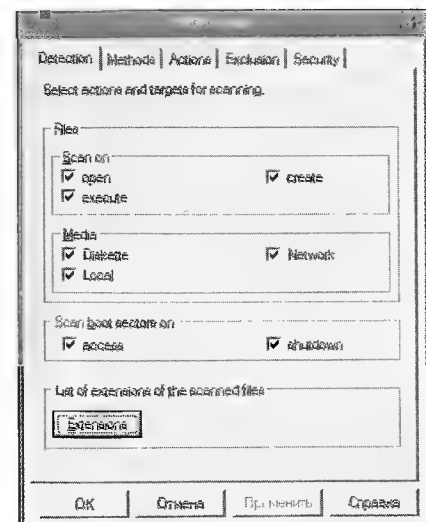 Detection Methods Actions Exclusion Security
Select actions and targets for scanning.
Files
Scan on
open create
execute
Media
Diskette Network
Local
Scan boot sectors on
access shutdown
List of extensions of the scanned files
Extensions
OK Отмена Применить Справка